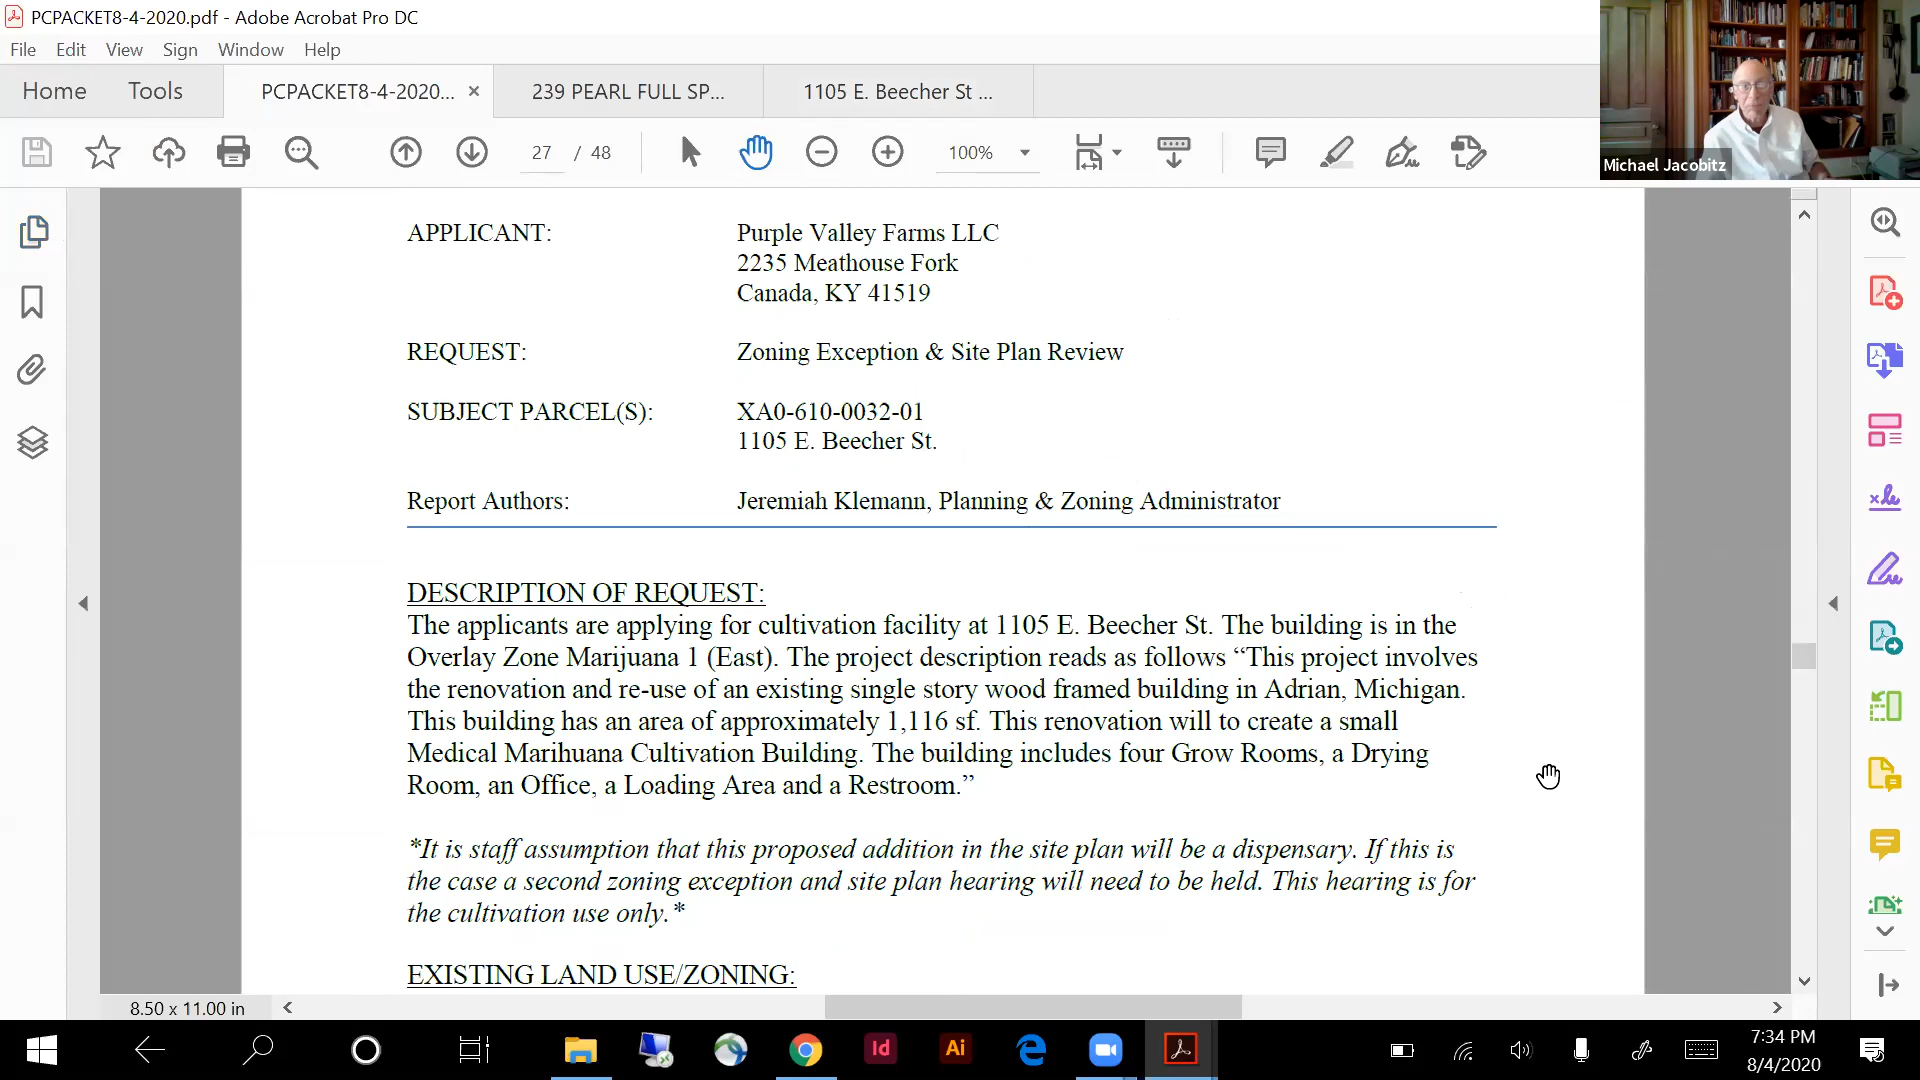 PCPACKET8-4-2020.pdf - Adobe Acrobat Pro DC
File Edit View Sign Window Help
Home Tools PCPACKET8-4-2020... × 239 PEARL FULL SP... 1105 E. Beecher St ...
27 / 48 100%
Michael Jacobitz
APPLICANT: Purple Valley Farms LLC
2235 Meathouse Fork
Canada, KY 41519
REQUEST: Zoning Exception & Site Plan Review
SUBJECT PARCEL(S): XA0-610-0032-01
1105 E. Beecher St.
Report Authors: Jeremiah Klemann, Planning & Zoning Administrator
DESCRIPTION OF REQUEST:
The applicants are applying for cultivation facility at 1105 E. Beecher St. The building is in the
Overlay Zone Marijuana 1 (East). The project description reads as follows “This project involves
the renovation and re-use of an existing single story wood framed building in Adrian, Michigan.
This building has an area of approximately 1,116 sf. This renovation will to create a small
Medical Marihuana Cultivation Building. The building includes four Grow Rooms, a Drying
Room, an Office, a Loading Area and a Restroom.”
*It is staff assumption that this proposed addition in the site plan will be a dispensary. If this is
the case a second zoning exception and site plan hearing will need to be held. This hearing is for
the cultivation use only.*
EXISTING LAND USE/ZONING:
8.50 x 11.00 in
Id Ai
7:34 PM
8/4/2020